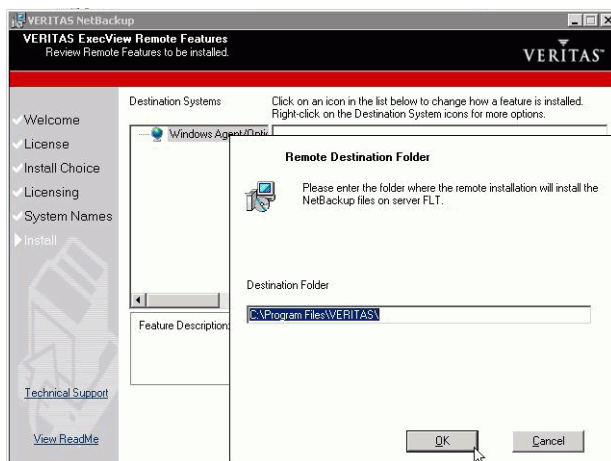 VERITAS NetBackup
VERITAS ExecView Remote Features
Review Remote Features to be installed.
VERITAS™
Welcome
License
Install Choice
Licensing
System Names
Install
Technical Support
View ReadMe
Destination Systems
Click on an icon in the list below to change how a feature is installed.
Right-click on the Destination System icons for more options.
Windows Agent/Optio
Feature Description:
Remote Destination Folder
Please enter the folder where the remote installation will install the
NetBackup files on server FLT.
Destination Folder
C:\Program Files\VERITAS\
OK
Cancel